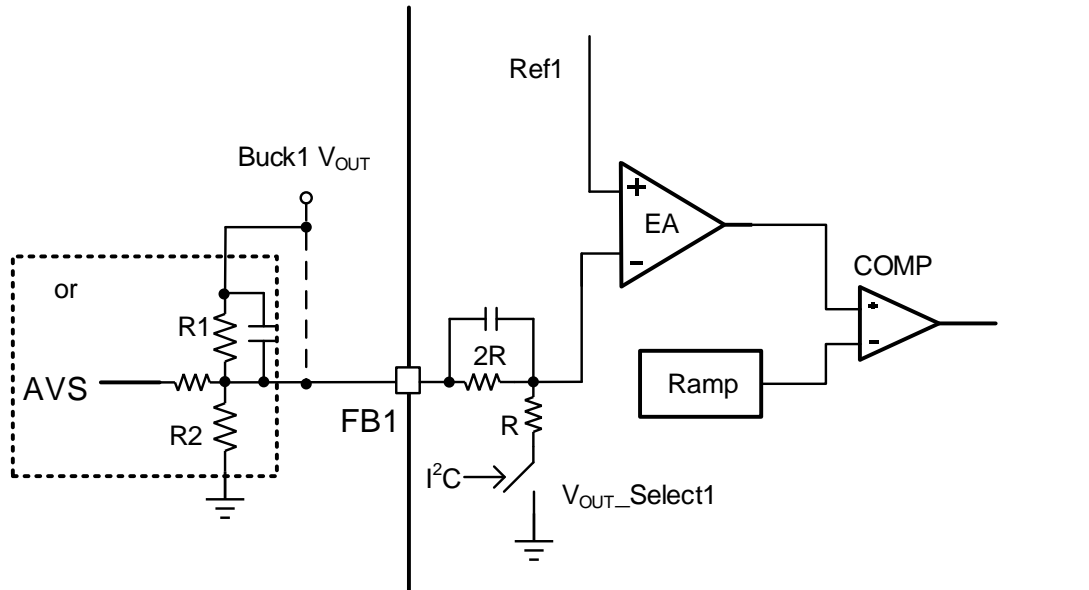 Ref1
Buck1 VOUT
+
EA
-
or
COMP
R1
+
-
2R
Ramp
AVS
FB1
R2
R
I²C
VOUT_Select1